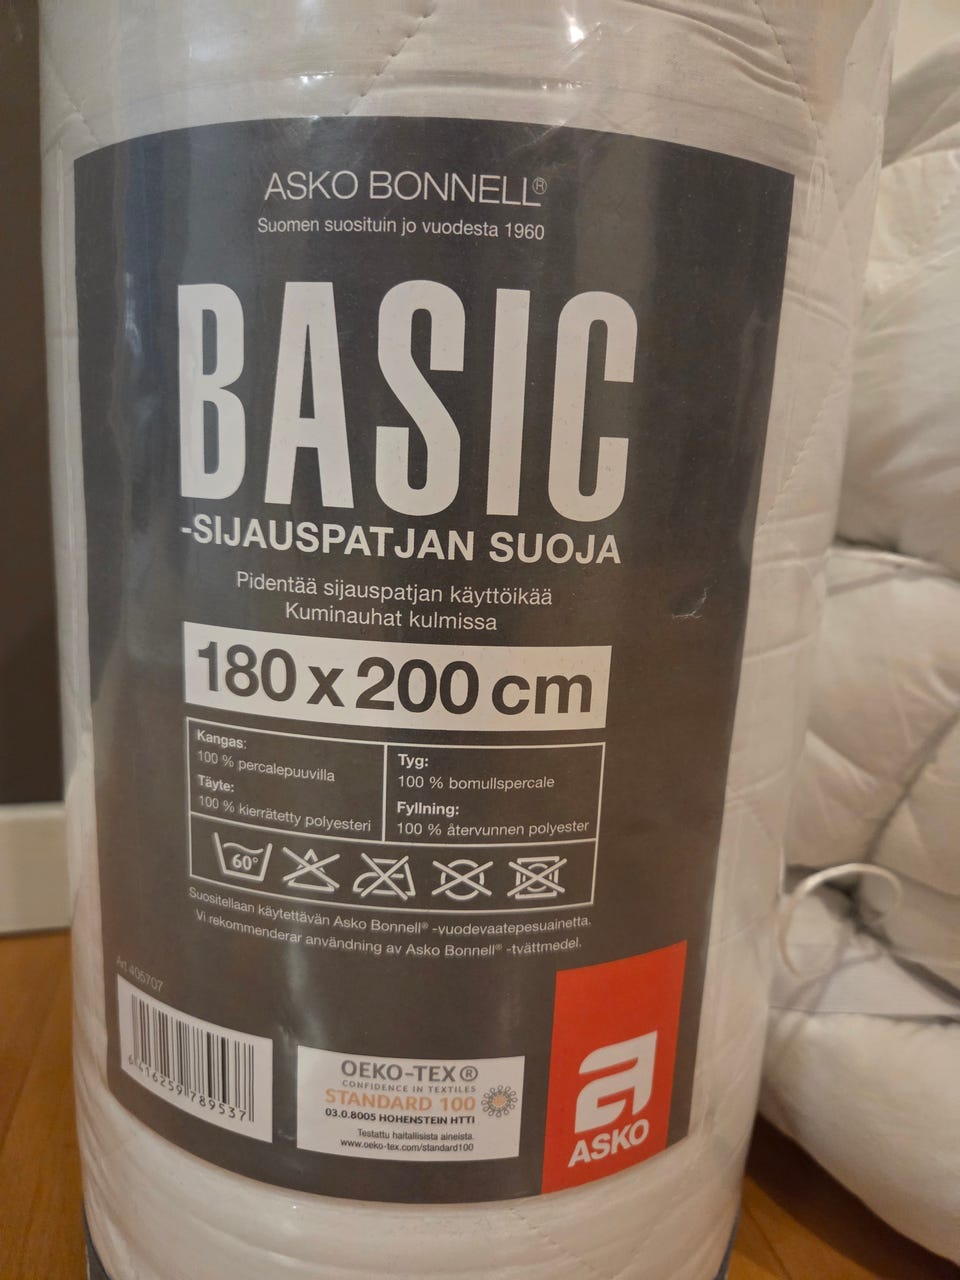 ASKO BONNELL®
Suomen suosituin jo vuodesta 1960
BASIC
-SIJAUSPATJAN SUOJA
Pidentää sijauspatjan käyttöikää
Kuminauhat kulmissa
180 x 200 cm
Kangas:
100 % percalepuuvilla
Täyte:
100 % kierrätetty polyesteri
Tyg:
100 % bomullspercale
Fyllning:
100 % återvunnen polyester
60°
Suositellaan käytettävän Asko Bonnell® -vuodevaatepesuainetta.
Vi rekommenderar användning av Asko Bonnell® -tvättmedel.
Art 405707
6 416259 789537
OEKO-TEX®
CONFIDENCE IN TEXTILES
STANDARD 100
03.0.8005 HOHENSTEIN HTTI
Testattu haitallisista aineista.
www.oeko-tex.com/standard100
a
ASKO